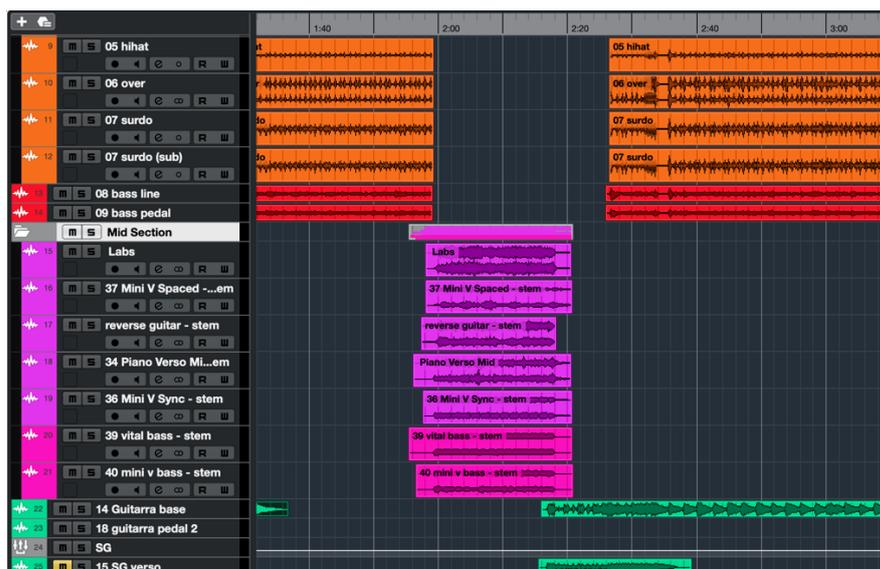 1:40 2:00 2:20 2:40 3:00
9 m S 05 hihat
R
05 hihat
10 m S 06 over
R
06 over
11 m S 07 surdo
R
07 surdo
12 m S 07 surdo (sub)
R
07 surdo
13 m S 08 bass line
14 m S 09 bass pedal
m S Mid Section
15 m S Labs
R
Labs
16 m S 37 Mini V Spaced -...em
R
37 Mini V Spaced - stem
17 m S reverse guitar - stem
R
reverse guitar - stem
18 m S 34 Piano Verso Mi...em
R
Piano Verso Mid
19 m S 36 Mini V Sync - stem
R
36 Mini V Sync - stem
20 m S 39 vital bass - stem
R
39 vital bass - stem
21 m S 40 mini v bass - stem
R
40 mini v bass - stem
22 m S 14 Guitarra base
23 m S 18 guitarra pedal 2
24 m S SG
25 m S 15 SG verso